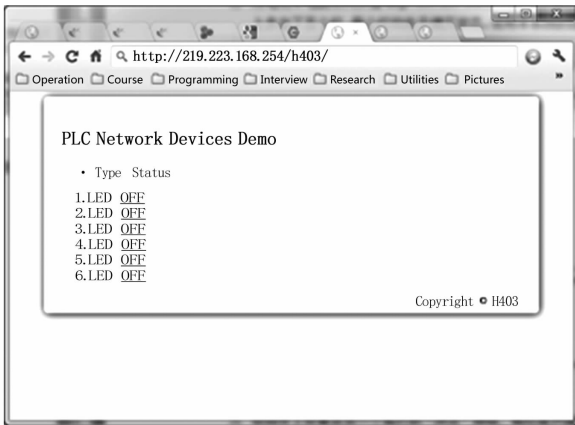 http://219.223.168.254/h403/
Operation Course Programming Interview Research Utilities Pictures »
PLC Network Devices Demo
• Type Status
1.LED OFF
2.LED OFF
3.LED OFF
4.LED OFF
5.LED OFF
6.LED OFF
Copyright © H403